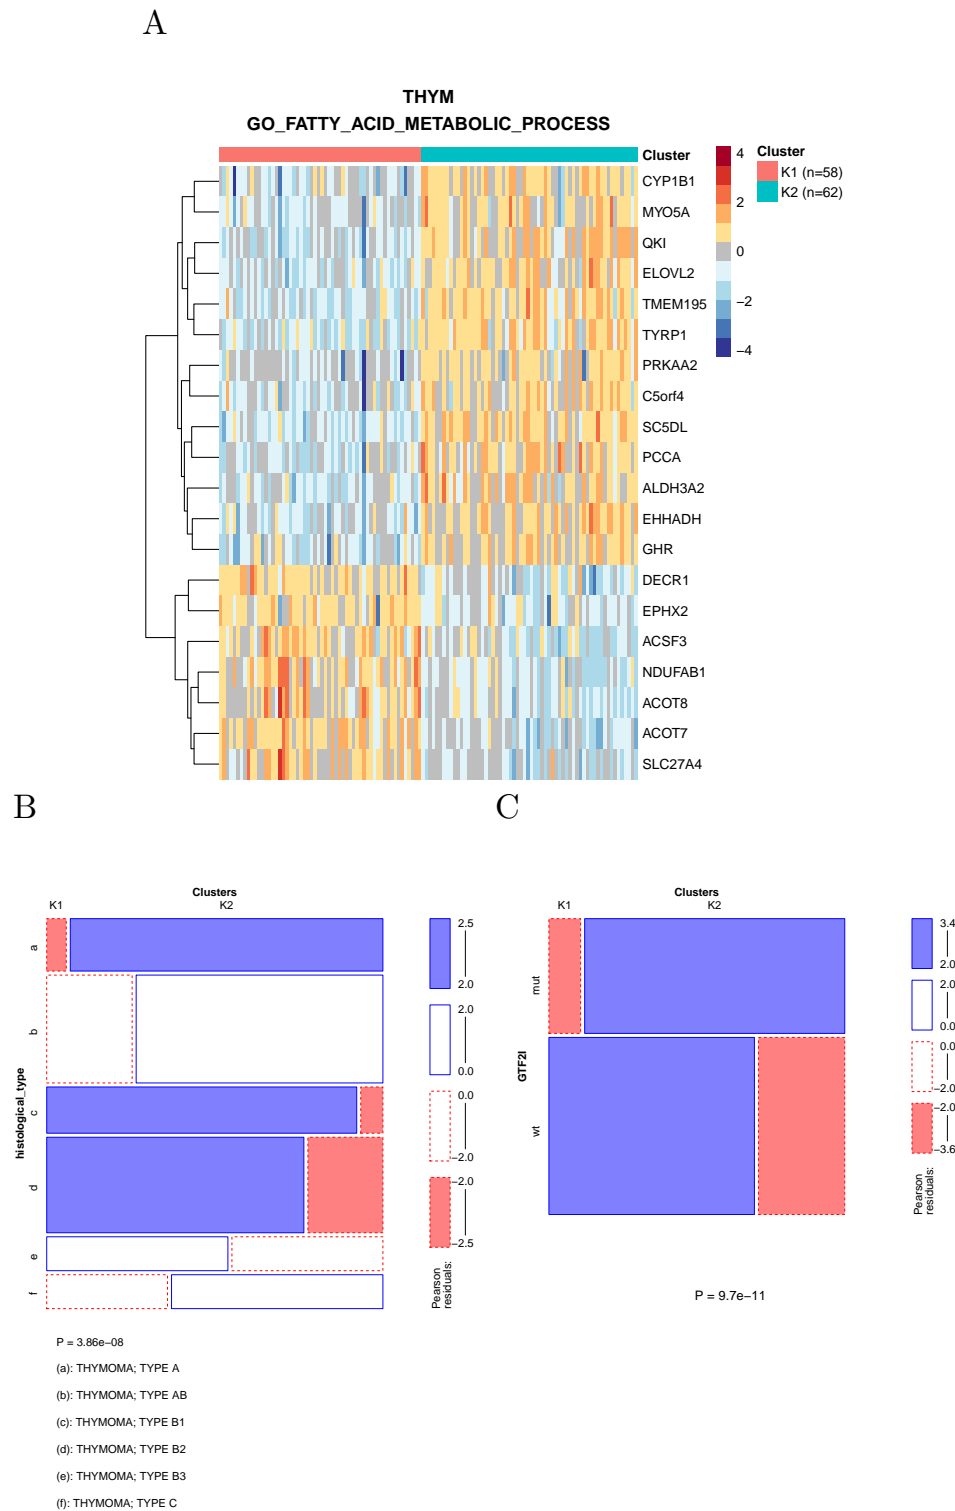 A
THYM
GO_FATTY_ACID_METABOLIC_PROCESS
Cluster
CYP1B1
MYO5A
QKI
ELOVL2
TMEM195
TYRP1
PRKAA2
C5orf4
SC5DL
PCCA
ALDH3A2
EHHADH
GHR
DECR1
EPHX2
ACSF3
NDUFAB1
ACOT8
ACOT7
SLC27A4
4
2
0
−2
−4
Cluster
K1 (n=58)
K2 (n=62)
B
Clusters
K1 K2
histological_type
a
b
c
d
e
f
2.5
2.0
2.0
0.0
0.0
−2.0
−2.0
−2.5
Pearson
residuals:
P = 3.86e−08
(a): THYMOMA; TYPE A
(b): THYMOMA; TYPE AB
(c): THYMOMA; TYPE B1
(d): THYMOMA; TYPE B2
(e): THYMOMA; TYPE B3
(f): THYMOMA; TYPE C
C
Clusters
K1 K2
GTF2I
mut
wt
3.4
2.0
2.0
0.0
0.0
−2.0
−2.0
−3.6
Pearson
residuals:
P = 9.7e−11